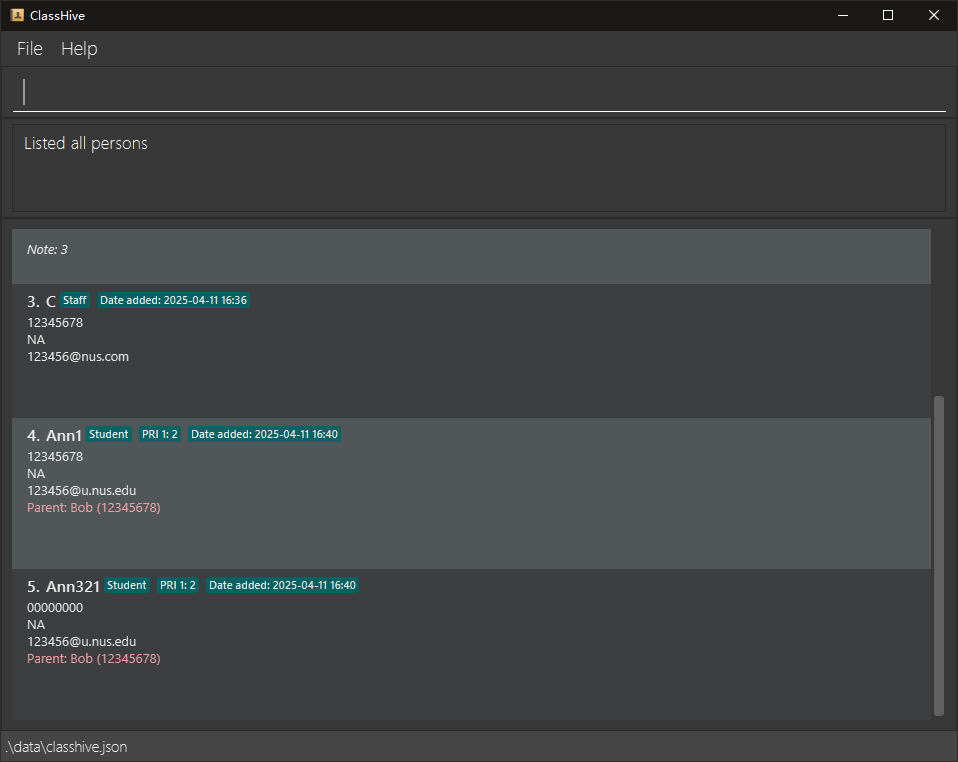 ClassHive
File Help
Listed all persons
Note: 3
3. C Staff Date added: 2025-04-11 16:36
12345678
NA
123456@nus.com
4. Ann1 Student PRI 1: 2 Date added: 2025-04-11 16:40
12345678
NA
123456@u.nus.edu
Parent: Bob (12345678)
5. Ann321 Student PRI 1: 2 Date added: 2025-04-11 16:40
00000000
NA
123456@u.nus.edu
Parent: Bob (12345678)
.\data\classhive.json